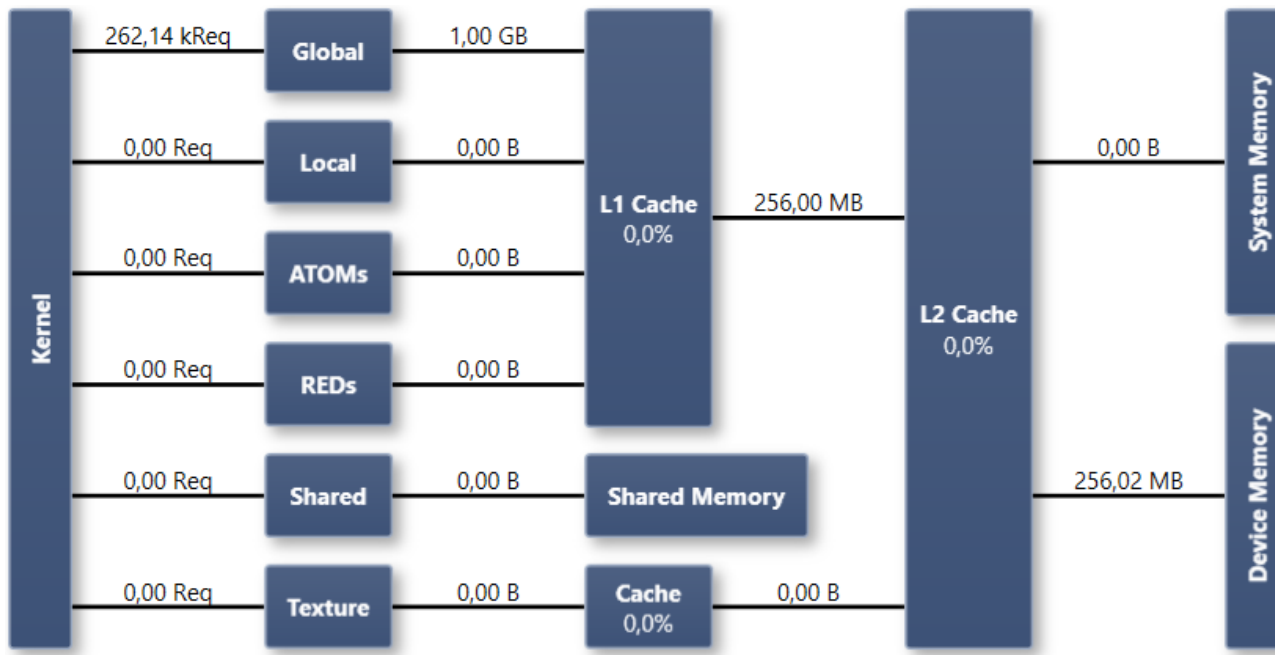 Kernel
262,14 kReq
Global
1,00 GB
0,00 Req
Local
0,00 B
0,00 Req
ATOMs
0,00 B
0,00 Req
REDs
0,00 B
0,00 Req
Shared
0,00 B
Shared Memory
0,00 Req
Texture
0,00 B
Cache
0,0%
0,00 B
L1 Cache
0,0%
256,00 MB
L2 Cache
0,0%
0,00 B
System Memory
256,02 MB
Device Memory